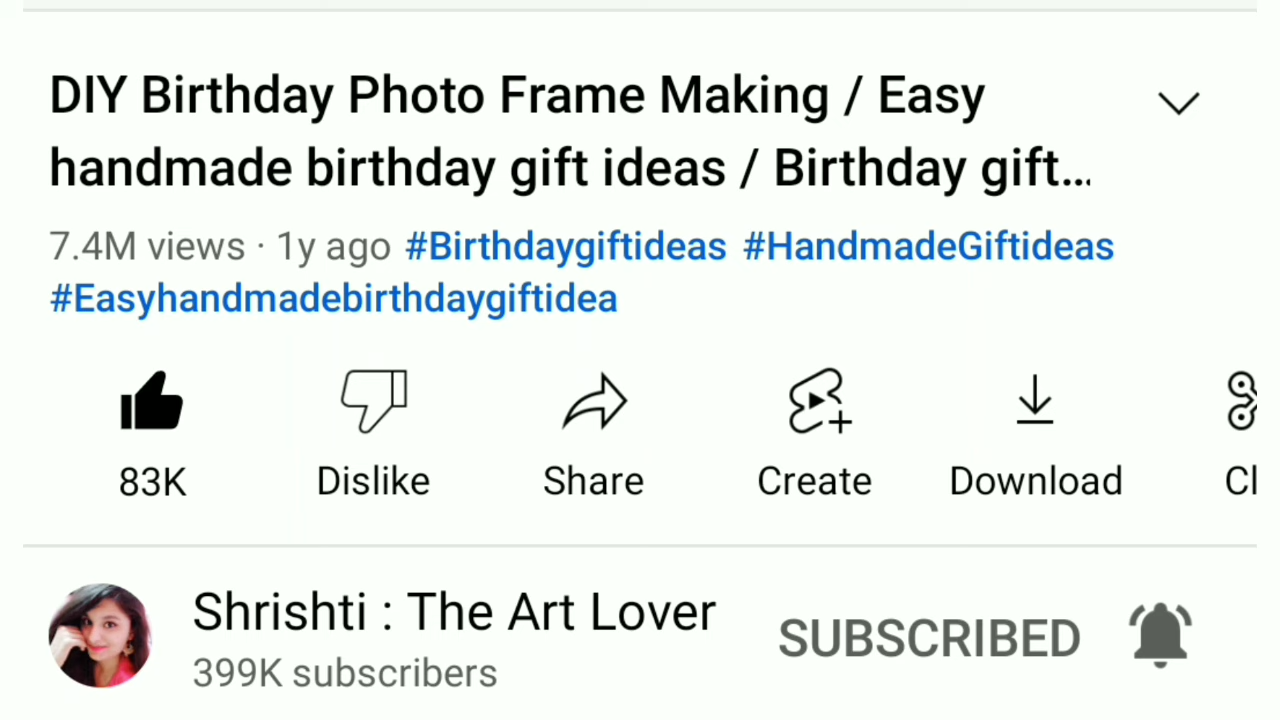 DIY Birthday Photo Frame Making / Easy
handmade birthday gift ideas / Birthday gift...
7.4M views · 1y ago #Birthdaygiftideas #HandmadeGiftideas
#Easyhandmadebirthdaygiftidea
83K Dislike Share Create Download Cl
Shrishti : The Art Lover
SUBSCRIBED
399K subscribers